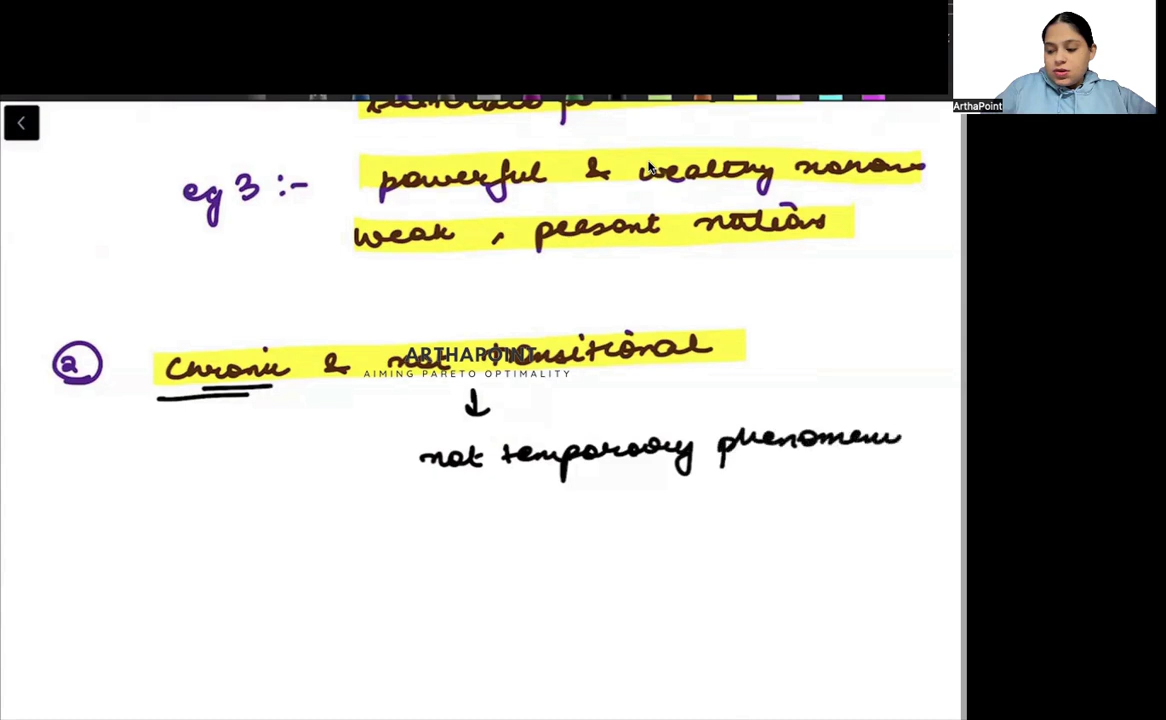 ArthaPoint
eg 3 :- powerful & wealthy nations
weak, peasant nations
2 Chronic & not transitional
ARTHAPOINT
AIMING PARETO OPTIMALITY
↓
not temporary phenomenu